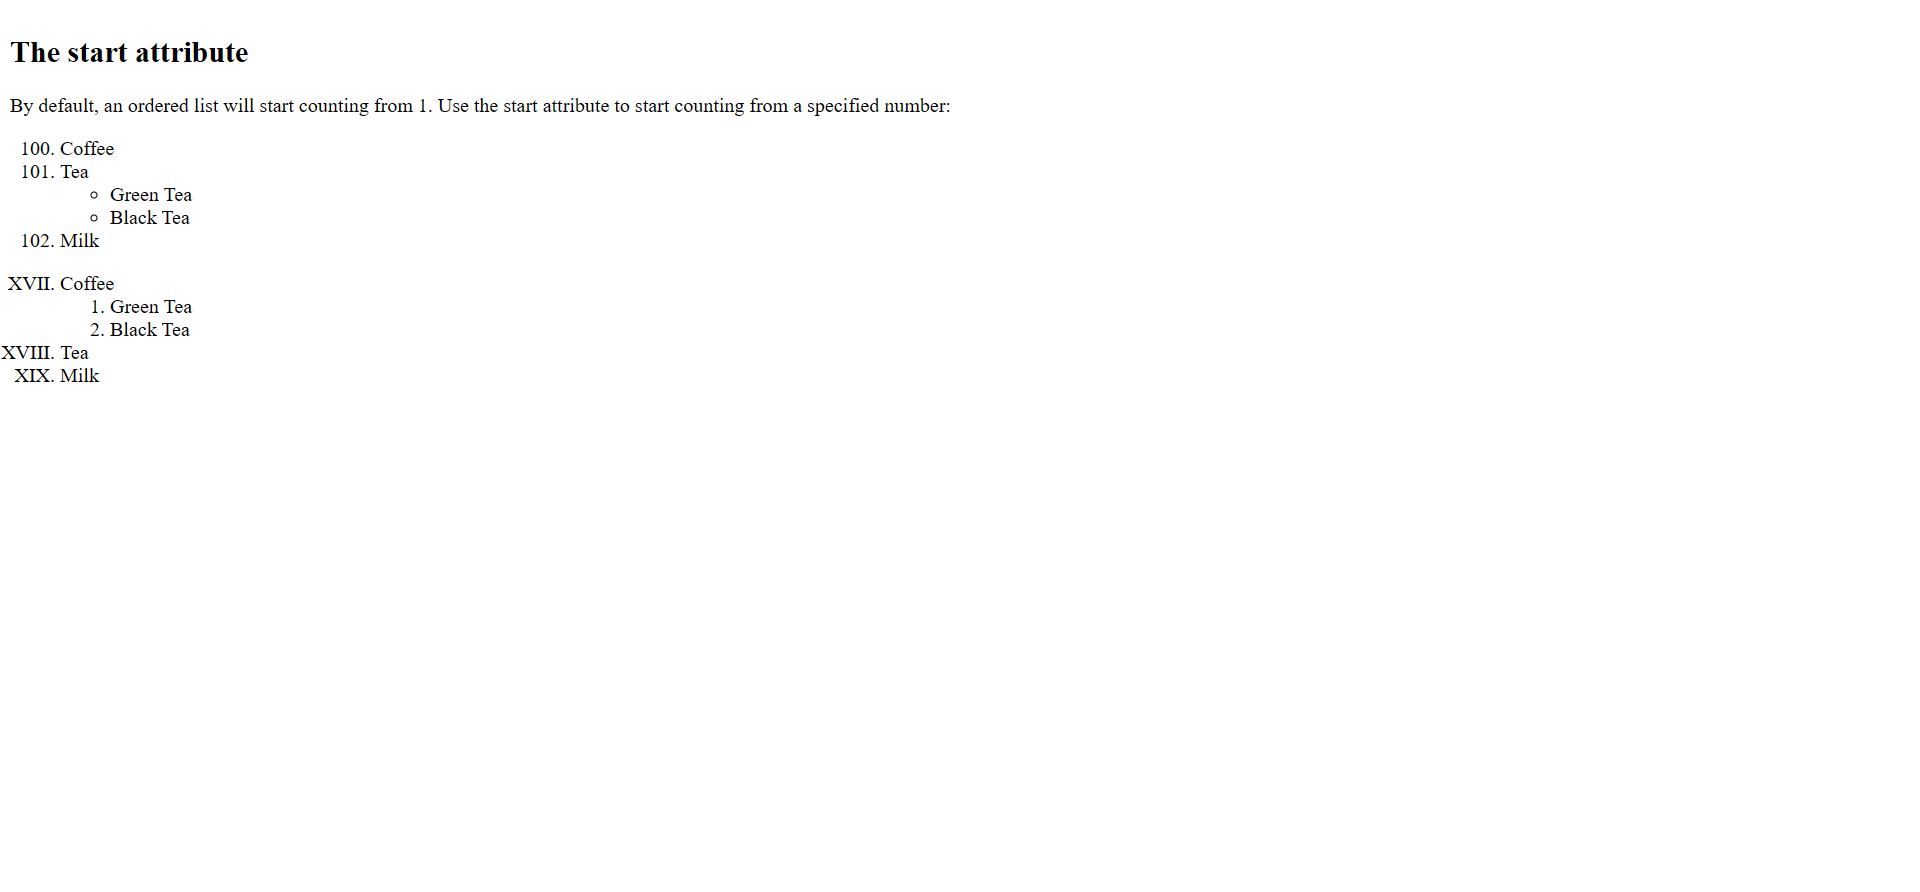 The start attribute
By default, an ordered list will start counting from 1. Use the start attribute to start counting from a specified number:
100. Coffee
101. Tea
◦ Green Tea
◦ Black Tea
102. Milk
XVII. Coffee
1. Green Tea
2. Black Tea
XVIII. Tea
XIX. Milk